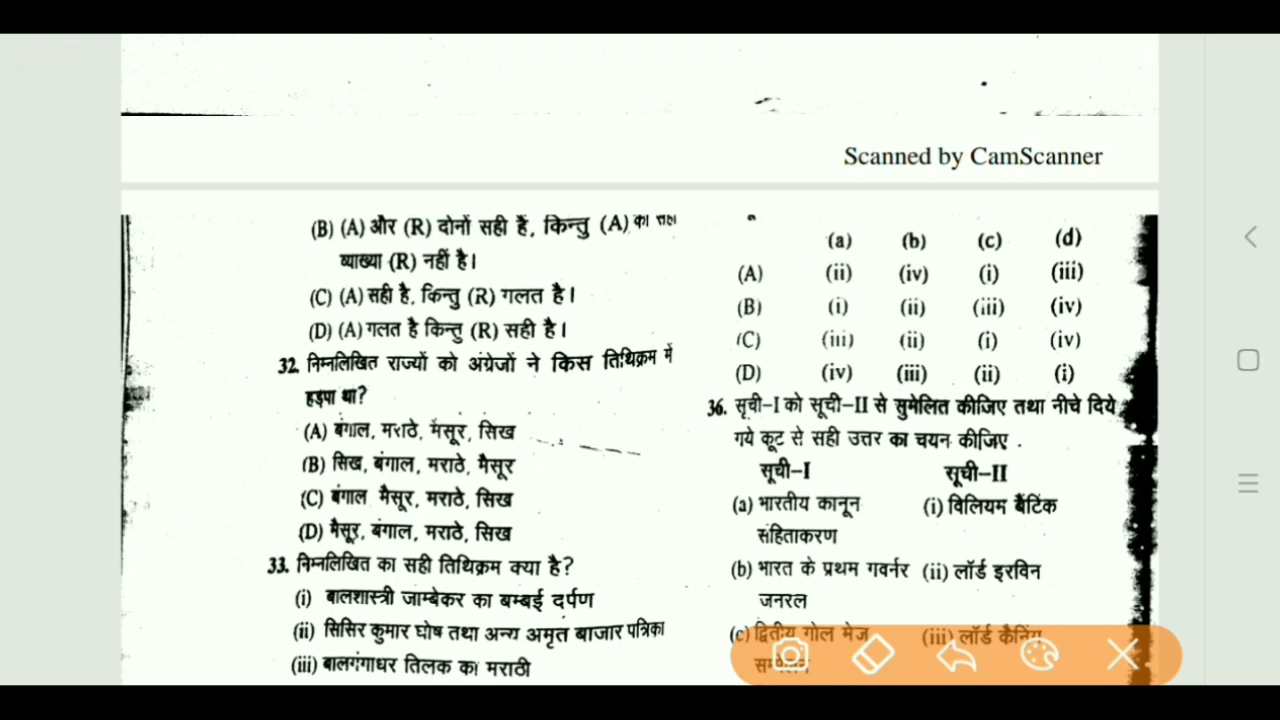 Scanned by CamScanner
(B) (A) और (R) दोनों सही हैं, किन्तु (A) की सही
व्याख्या (R) नहीं है।
(C) (A) सही है, किन्तु (R) गलत है।
(D) (A) गलत है किन्तु (R) सही है।
32. निम्नलिखित राज्यों को अंग्रेजों ने किस तिथिक्रम में
हड़पा था?
(A) बंगाल, मराठे, मैसूर, सिख
(B) सिख, बंगाल, मराठे, मैसूर
(C) बंगाल मैसूर, मराठे, सिख
(D) मैसूर, बंगाल, मराठे, सिख
33. निम्नलिखित का सही तिथिक्रम क्या है?
(i) बालशास्त्री जाम्बेकर का बम्बई दर्पण
(ii) सिसिर कुमार घोष तथा अन्य अमृत बाजार पत्रिका
(iii) बालगंगाधर तिलक का मराठी
(a) (b) (c) (d)
(A) (ii) (iv) (i) (iii)
(B) (i) (ii) (iii) (iv)
(C) (iii) (ii) (i) (iv)
(D) (iv) (iii) (ii) (i)
36. सूची-I को सूची-II से सुमेलित कीजिए तथा नीचे दिये
गये कूट से सही उत्तर का चयन कीजिए .
सूची-I सूची-II
(a) भारतीय कानून (i) विलियम बैंटिंक
संहिताकरण
(b) भारत के प्रथम गवर्नर (ii) लॉर्ड इरविन
जनरल
(c) द्वितीय गोल मेज (iii) लॉर्ड कैनिंग
सम्मेलन